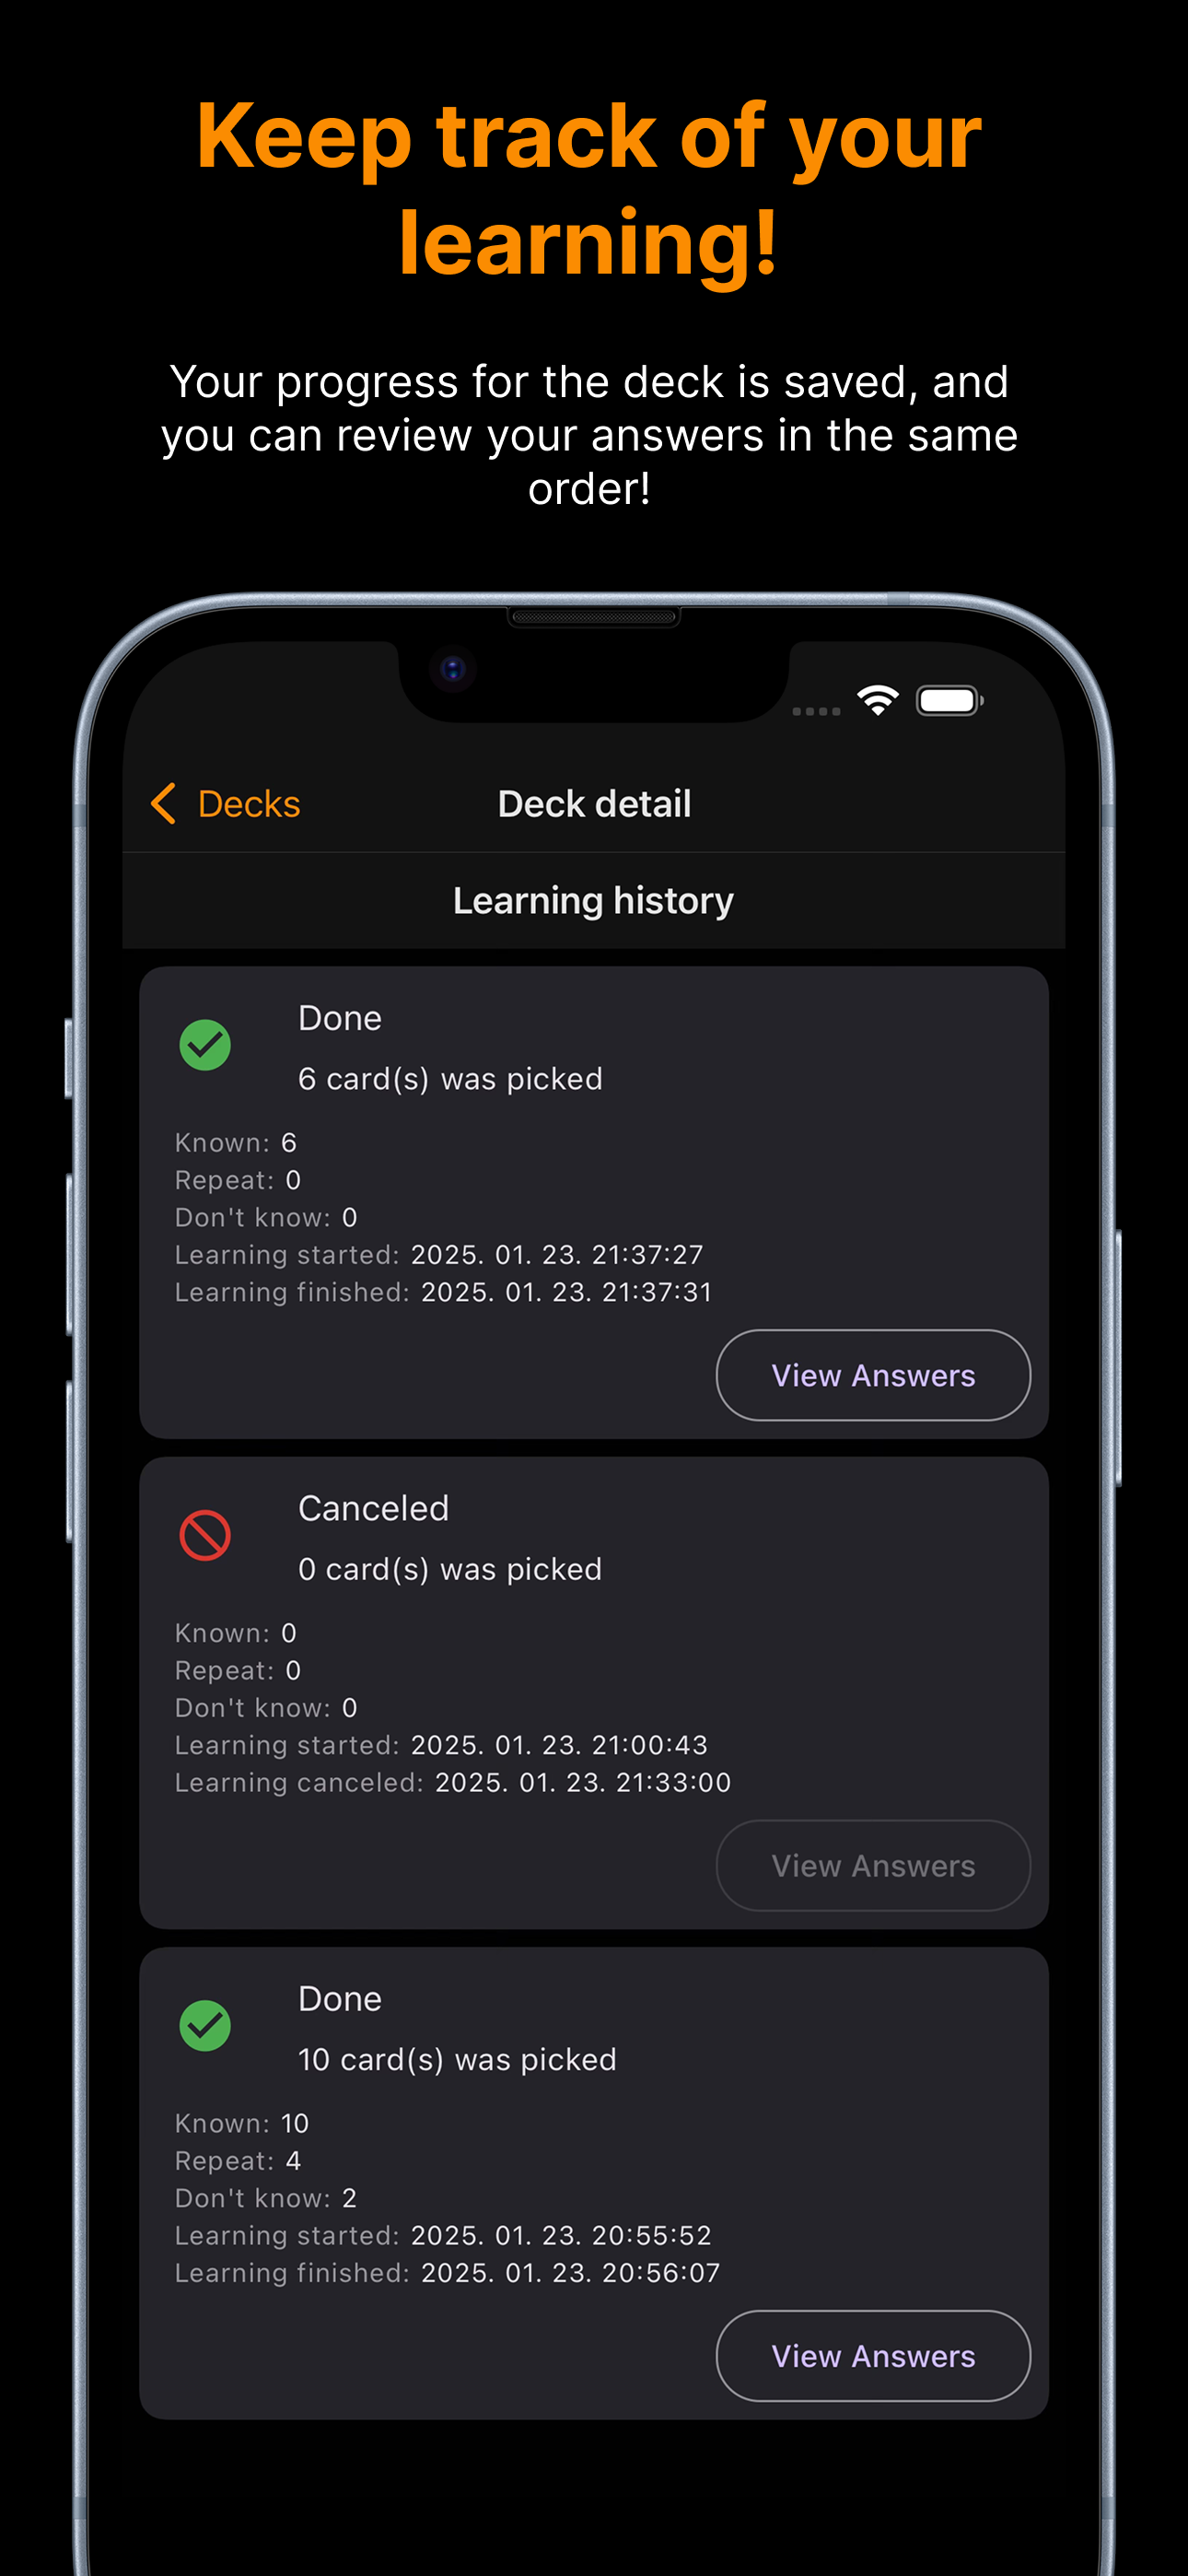 Keep track of your
learning!
Your progress for the deck is saved, and
you can review your answers in the same
order!
Decks
Deck detail
Learning history
Done
6 card(s) was picked
Known: 6
Repeat: 0
Don't know: 0
Learning started: 2025. 01. 23. 21:37:27
Learning finished: 2025. 01. 23. 21:37:31
View Answers
Canceled
0 card(s) was picked
Known: 0
Repeat: 0
Don't know: 0
Learning started: 2025. 01. 23. 21:00:43
Learning canceled: 2025. 01. 23. 21:33:00
View Answers
Done
10 card(s) was picked
Known: 10
Repeat: 4
Don't know: 2
Learning started: 2025. 01. 23. 20:55:52
Learning finished: 2025. 01. 23. 20:56:07
View Answers